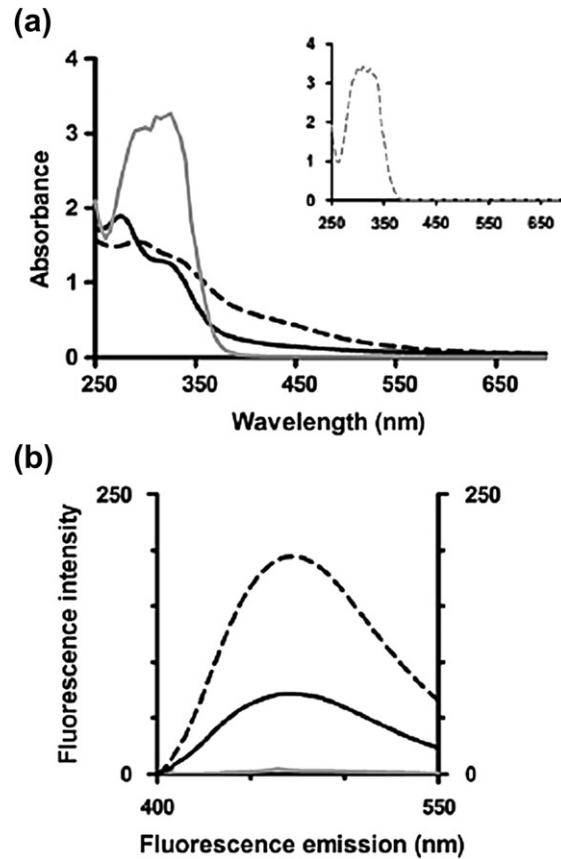 (a)
Absorbance
4
3
2
1
0
250 350 450 550 650
Wavelength (nm)
4
3
2
1
0
250 350 450 550 650
(b)
Fluorescence intensity
250 250
0 0
400 550
Fluorescence emission (nm)